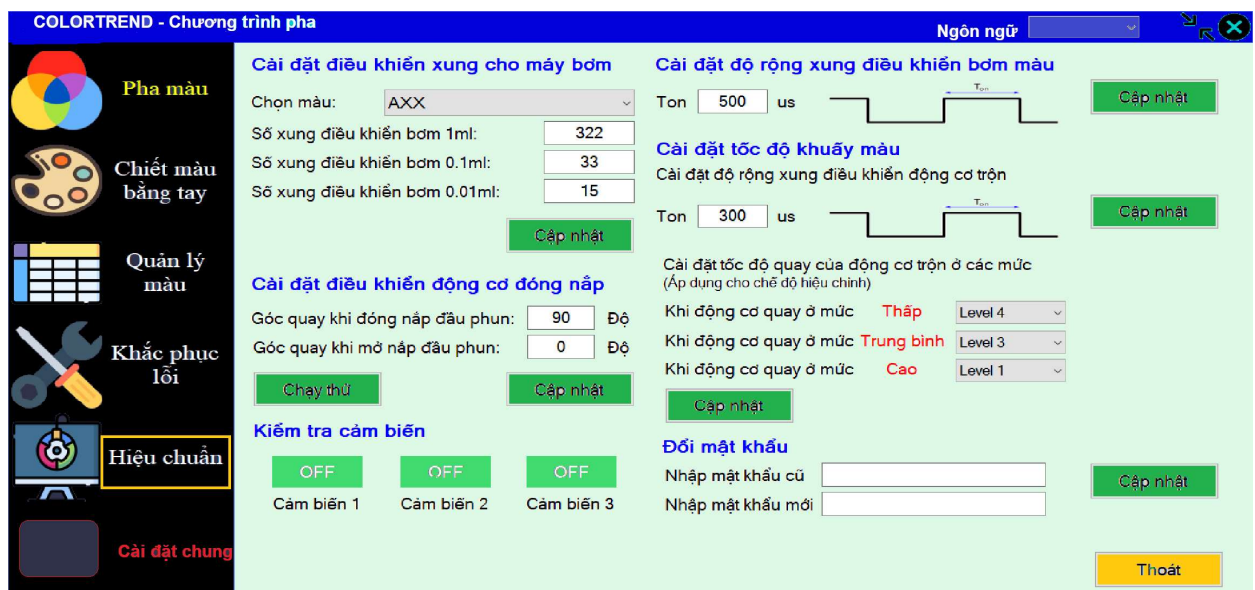 COLORTREND - Chương trình pha
Ngôn ngữ
Pha màu
Chiết màu
bằng tay
Quản lý
màu
Khắc phục
lỗi
Hiệu chuẩn
Cài đặt chung
Cài đặt điều khiển xung cho máy bơm
Chọn màu: AXX
Số xung điều khiển bơm 1ml: 322
Số xung điều khiển bơm 0.1ml: 33
Số xung điều khiển bơm 0.01ml: 15
Cập nhật
Cài đặt điều khiển động cơ đóng nắp
Góc quay khi đóng nắp đầu phun: 90 Độ
Góc quay khi mở nắp đầu phun: 0 Độ
Chạy thử Cập nhật
Kiểm tra cảm biến
OFF OFF OFF
Cảm biến 1 Cảm biến 2 Cảm biến 3
Cài đặt độ rộng xung điều khiển bơm màu
Ton 500 us Ton Cập nhật
Cài đặt tốc độ khuấy màu
Cài đặt độ rộng xung điều khiển động cơ trộn
Ton 300 us Ton Cập nhật
Cài đặt tốc độ quay của động cơ trộn ở các mức
(Áp dụng cho chế độ hiệu chỉnh)
Khi động cơ quay ở mức Thấp Level 4
Khi động cơ quay ở mức Trung bình Level 3
Khi động cơ quay ở mức Cao Level 1
Cập nhật
Đổi mật khẩu
Nhập mật khẩu cũ
Nhập mật khẩu mới
Cập nhật
Thoát